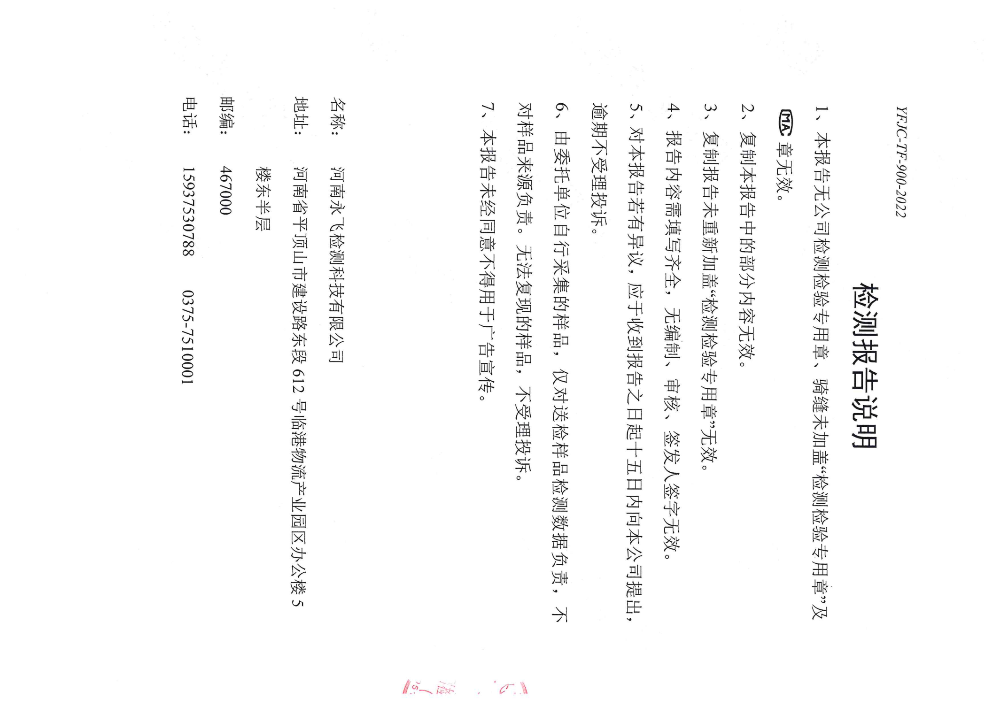 YFJC-TF-900-2022
检测报告说明
1、本报告无公司检测检验专用章、骑缝未加盖“检测检验专用章”及
MA 章无效。
2、复制本报告中的部分内容无效。
3、复制报告未重新加盖“检测检验专用章”无效。
4、报告内容需填写齐全，无编制、审核、签发人签字无效。
5、对本报告若有异议，应于收到报告之日起十五日内向本公司提出，
逾期不受理投诉。
6、由委托单位自行采集的样品，仅对送检样品检测数据负责，不
对样品来源负责。无法复现的样品，不受理投诉。
7、本报告未经同意不得用于广告宣传。
名称： 河南永飞检测科技有限公司
地址： 河南省平顶山市建设路东段 612 号临港物流产业园区办公楼 5
楼东半层
邮编： 467000
电话： 15937530788 0375-7510001